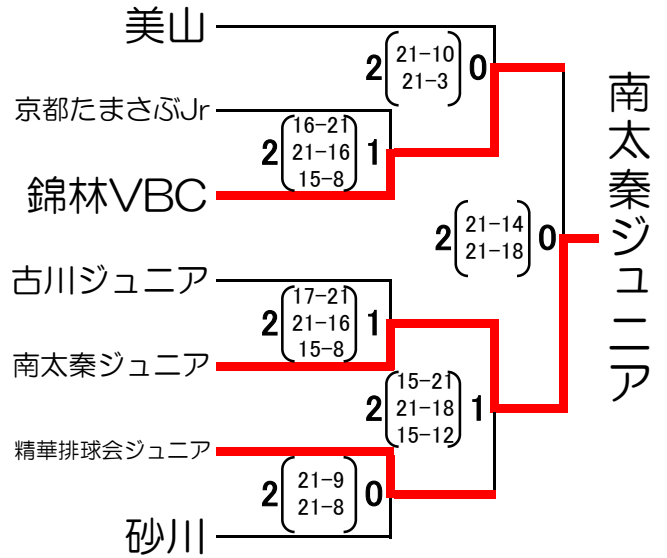 美山
2 21-10 0
21-3
京都たまさぶJr
2 16-21 1
21-16
15-8
錦林VBC
2 21-14 0
21-18
南太秦ジュニア
古川ジュニア
2 17-21 1
21-16
15-8
南太秦ジュニア
2 15-21 1
21-18
15-12
精華排球会ジュニア
2 21-9 0
21-8
砂川